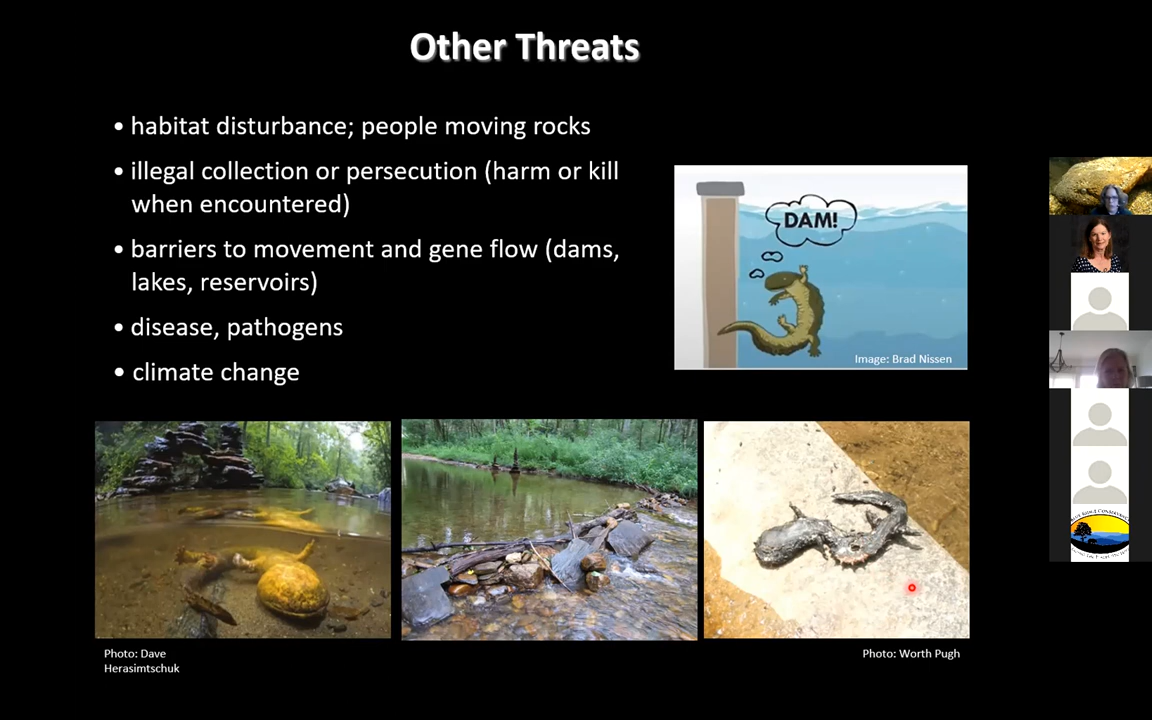 Other Threats
• habitat disturbance; people moving rocks
• illegal collection or persecution (harm or kill
when encountered)
• barriers to movement and gene flow (dams,
lakes, reservoirs)
• disease, pathogens
• climate change
DAM!
Image: Brad Nissen
Photo: Dave
Herasimtschuk
Photo: Worth Pugh